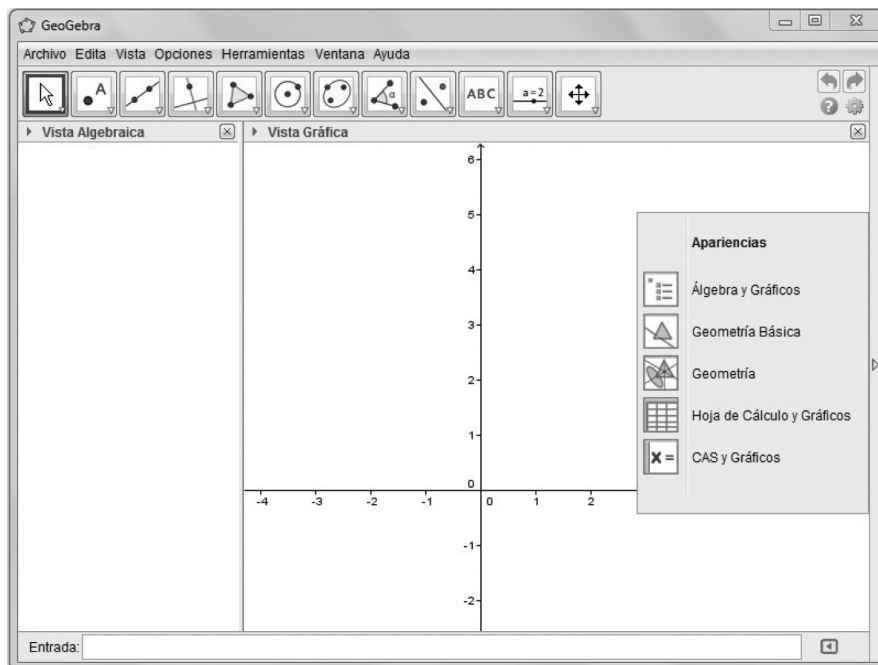 GeoGebra
Archivo Edita Vista Opciones Herramientas Ventana Ayuda
A
α
ABC
a=2
Vista Algebraica
Vista Gráfica
6
5
4
3
2
1
0
-4 -3 -2 -1 0 1 2
-1
-2
Apariencias
Álgebra y Gráficos
Geometría Básica
Geometría
Hoja de Cálculo y Gráficos
X =
CAS y Gráficos
Entrada: